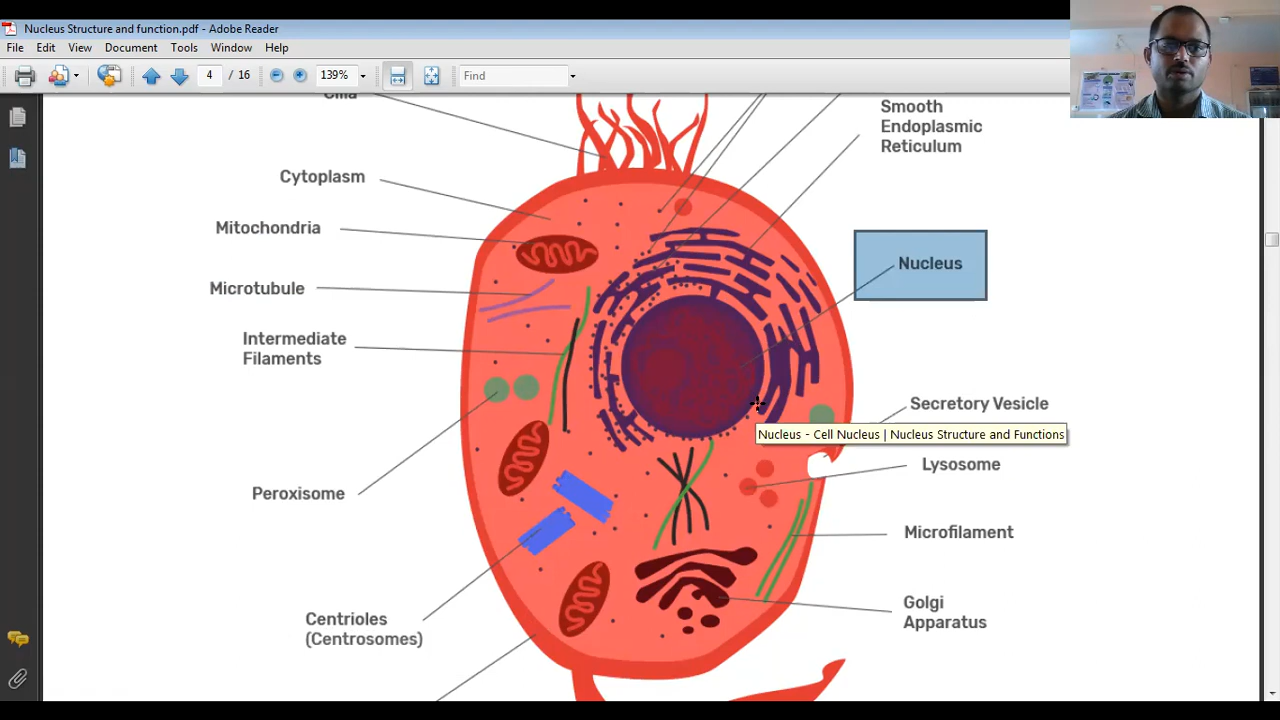 Nucleus Structure and function.pdf - Adobe Reader
File Edit View Document Tools Window Help
4 / 16 139% Find
Cilia
Smooth
Endoplasmic
Reticulum
Cytoplasm
Mitochondria
Nucleus
Microtubule
Intermediate
Filaments
Secretory Vesicle
Nucleus - Cell Nucleus | Nucleus Structure and Functions
Lysosome
Peroxisome
Microfilament
Golgi
Apparatus
Centrioles
(Centrosomes)